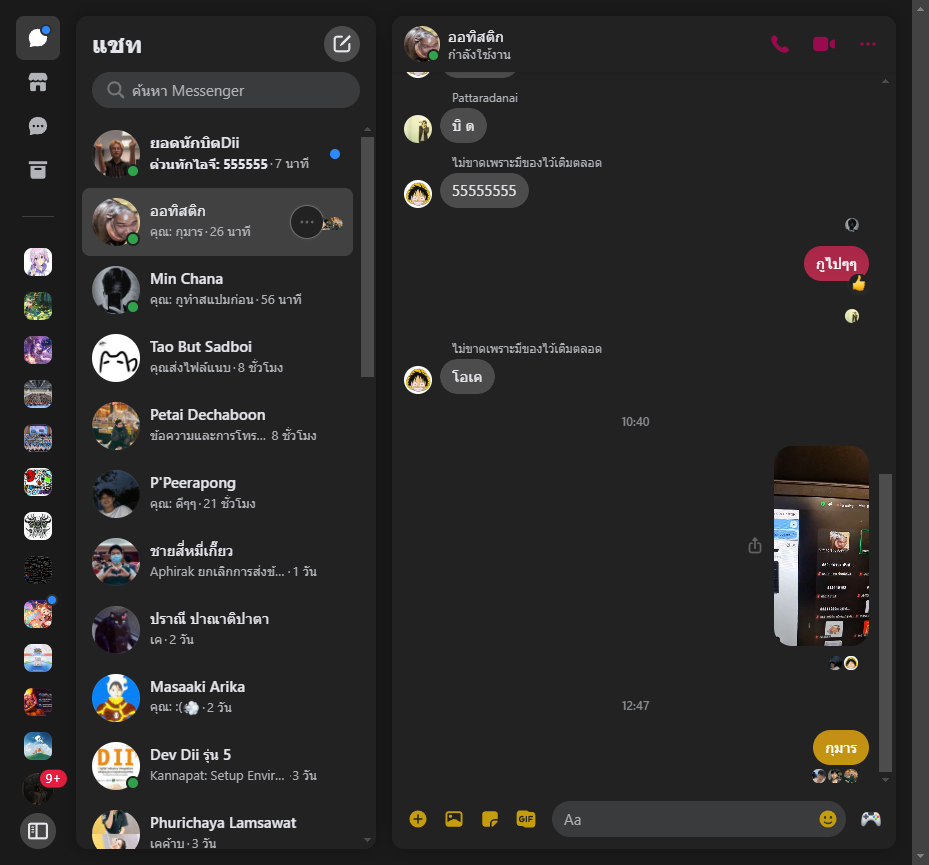 แชท
ค้นหา Messenger
ยอดนักบิดDii
ด่วนทักไอจี: 555555 · 7 นาที
ออทิสติก
คุณ: กุมาร · 26 นาที
Min Chana
คุณ: กูทำสแปมก่อน · 56 นาที
Tao But Sadboi
คุณส่งไฟล์แนบ · 8 ชั่วโมง
Petai Dechaboon
ข้อความและการโทร... 8 ชั่วโมง
P'Peerapong
คุณ: ดีๆๆ · 21 ชั่วโมง
ชายสี่หมี่เกี๊ยว
Aphirak ยกเลิกการส่งข้... · 1 วัน
ปราณี ปาณาติปาตา
เค · 2 วัน
Masaaki Arika
คุณ: :( · 2 วัน
Dev Dii รุ่น 5
Kannapat: Setup Envir... · 3 วัน
Phurichaya Lamsawat
เคค้าบ · 3 วัน
9+
ออทิสติก
กำลังใช้งาน
Pattaradanai
บิ ด
ไม่ขาดเพราะมีของไว้เติมตลอด
55555555
กูไปๆๆ
ไม่ขาดเพราะมีของไว้เติมตลอด
โอเค
10:40
12:47
กุมาร
GIF
Aa